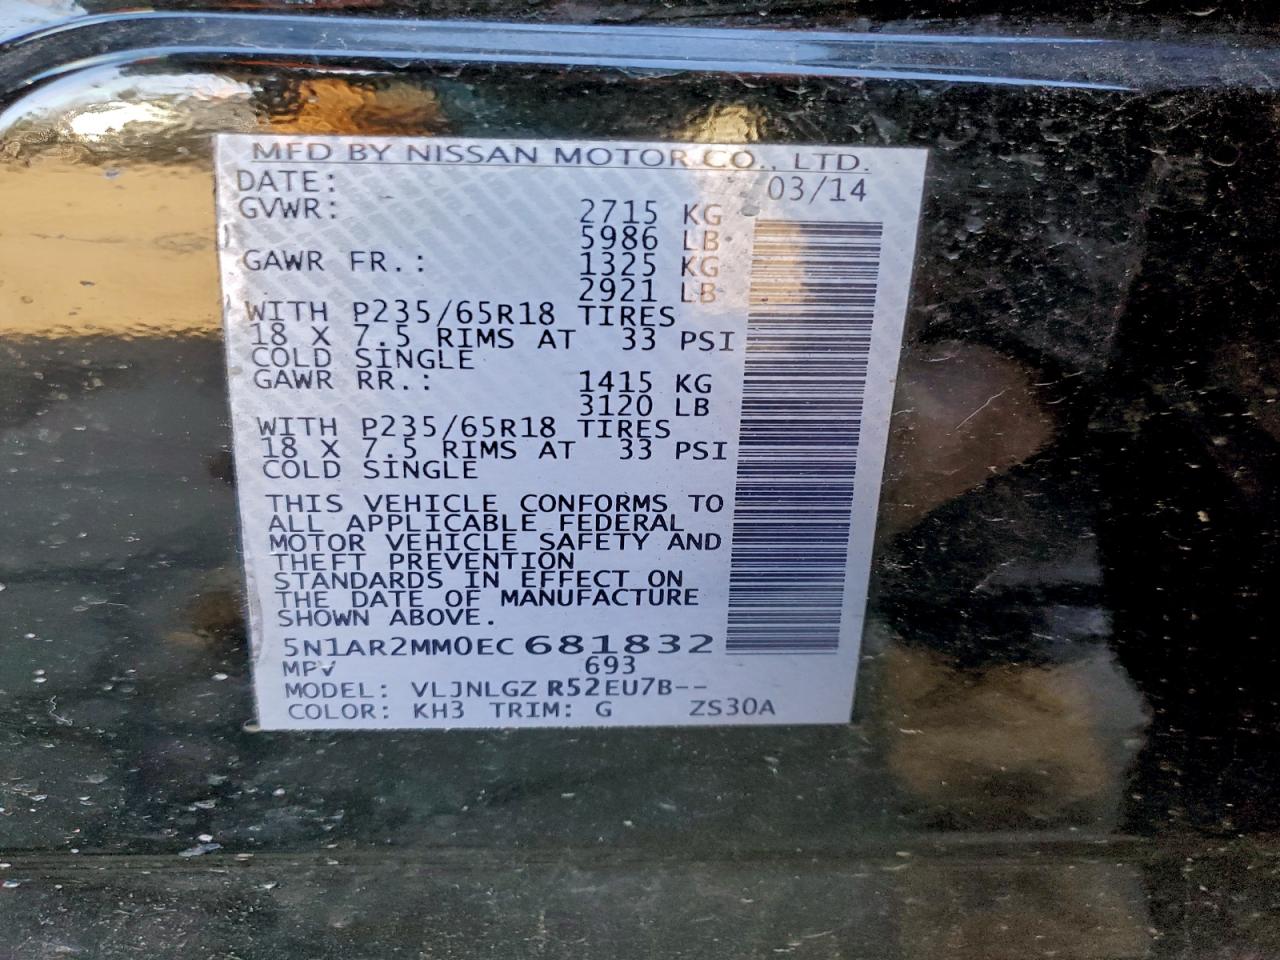 MFD BY NISSAN MOTOR CO., LTD.
DATE: 03/14
GVWR: 2715 KG
5986 LB
GAWR FR.: 1325 KG
2921 LB
WITH P235/65R18 TIRES
18 X 7.5 RIMS AT 33 PSI
COLD SINGLE
GAWR RR.: 1415 KG
3120 LB
WITH P235/65R18 TIRES
18 X 7.5 RIMS AT 33 PSI
COLD SINGLE
THIS VEHICLE CONFORMS TO
ALL APPLICABLE FEDERAL
MOTOR VEHICLE SAFETY AND
THEFT PREVENTION
STANDARDS IN EFFECT ON
THE DATE OF MANUFACTURE
SHOWN ABOVE.
5N1AR2MM0EC681832
MPV 693
MODEL: VLJNLGZ R52EU7B--
COLOR: KH3 TRIM: G ZS30A